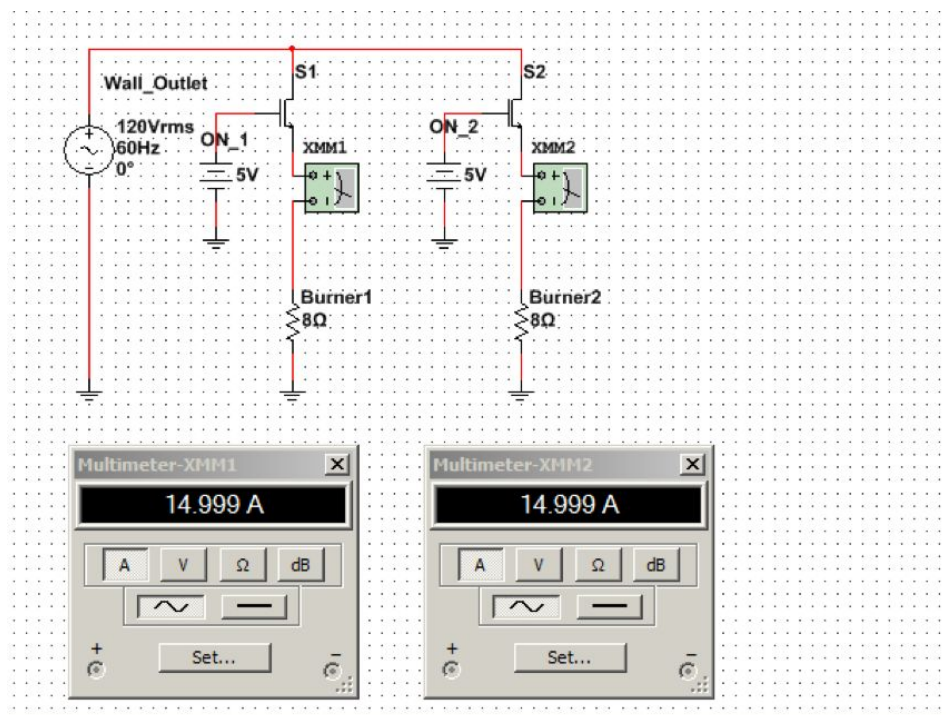 Wall_Outlet
120Vrms
60Hz
0°
ON_1
5V
S1
XMM1
Burner1
8Ω
ON_2
5V
S2
XMM2
Burner2
8Ω
Multimeter-XMM1
14.999 A
A V Ω dB
+ Set... −
Multimeter-XMM2
14.999 A
A V Ω dB
+ Set... −